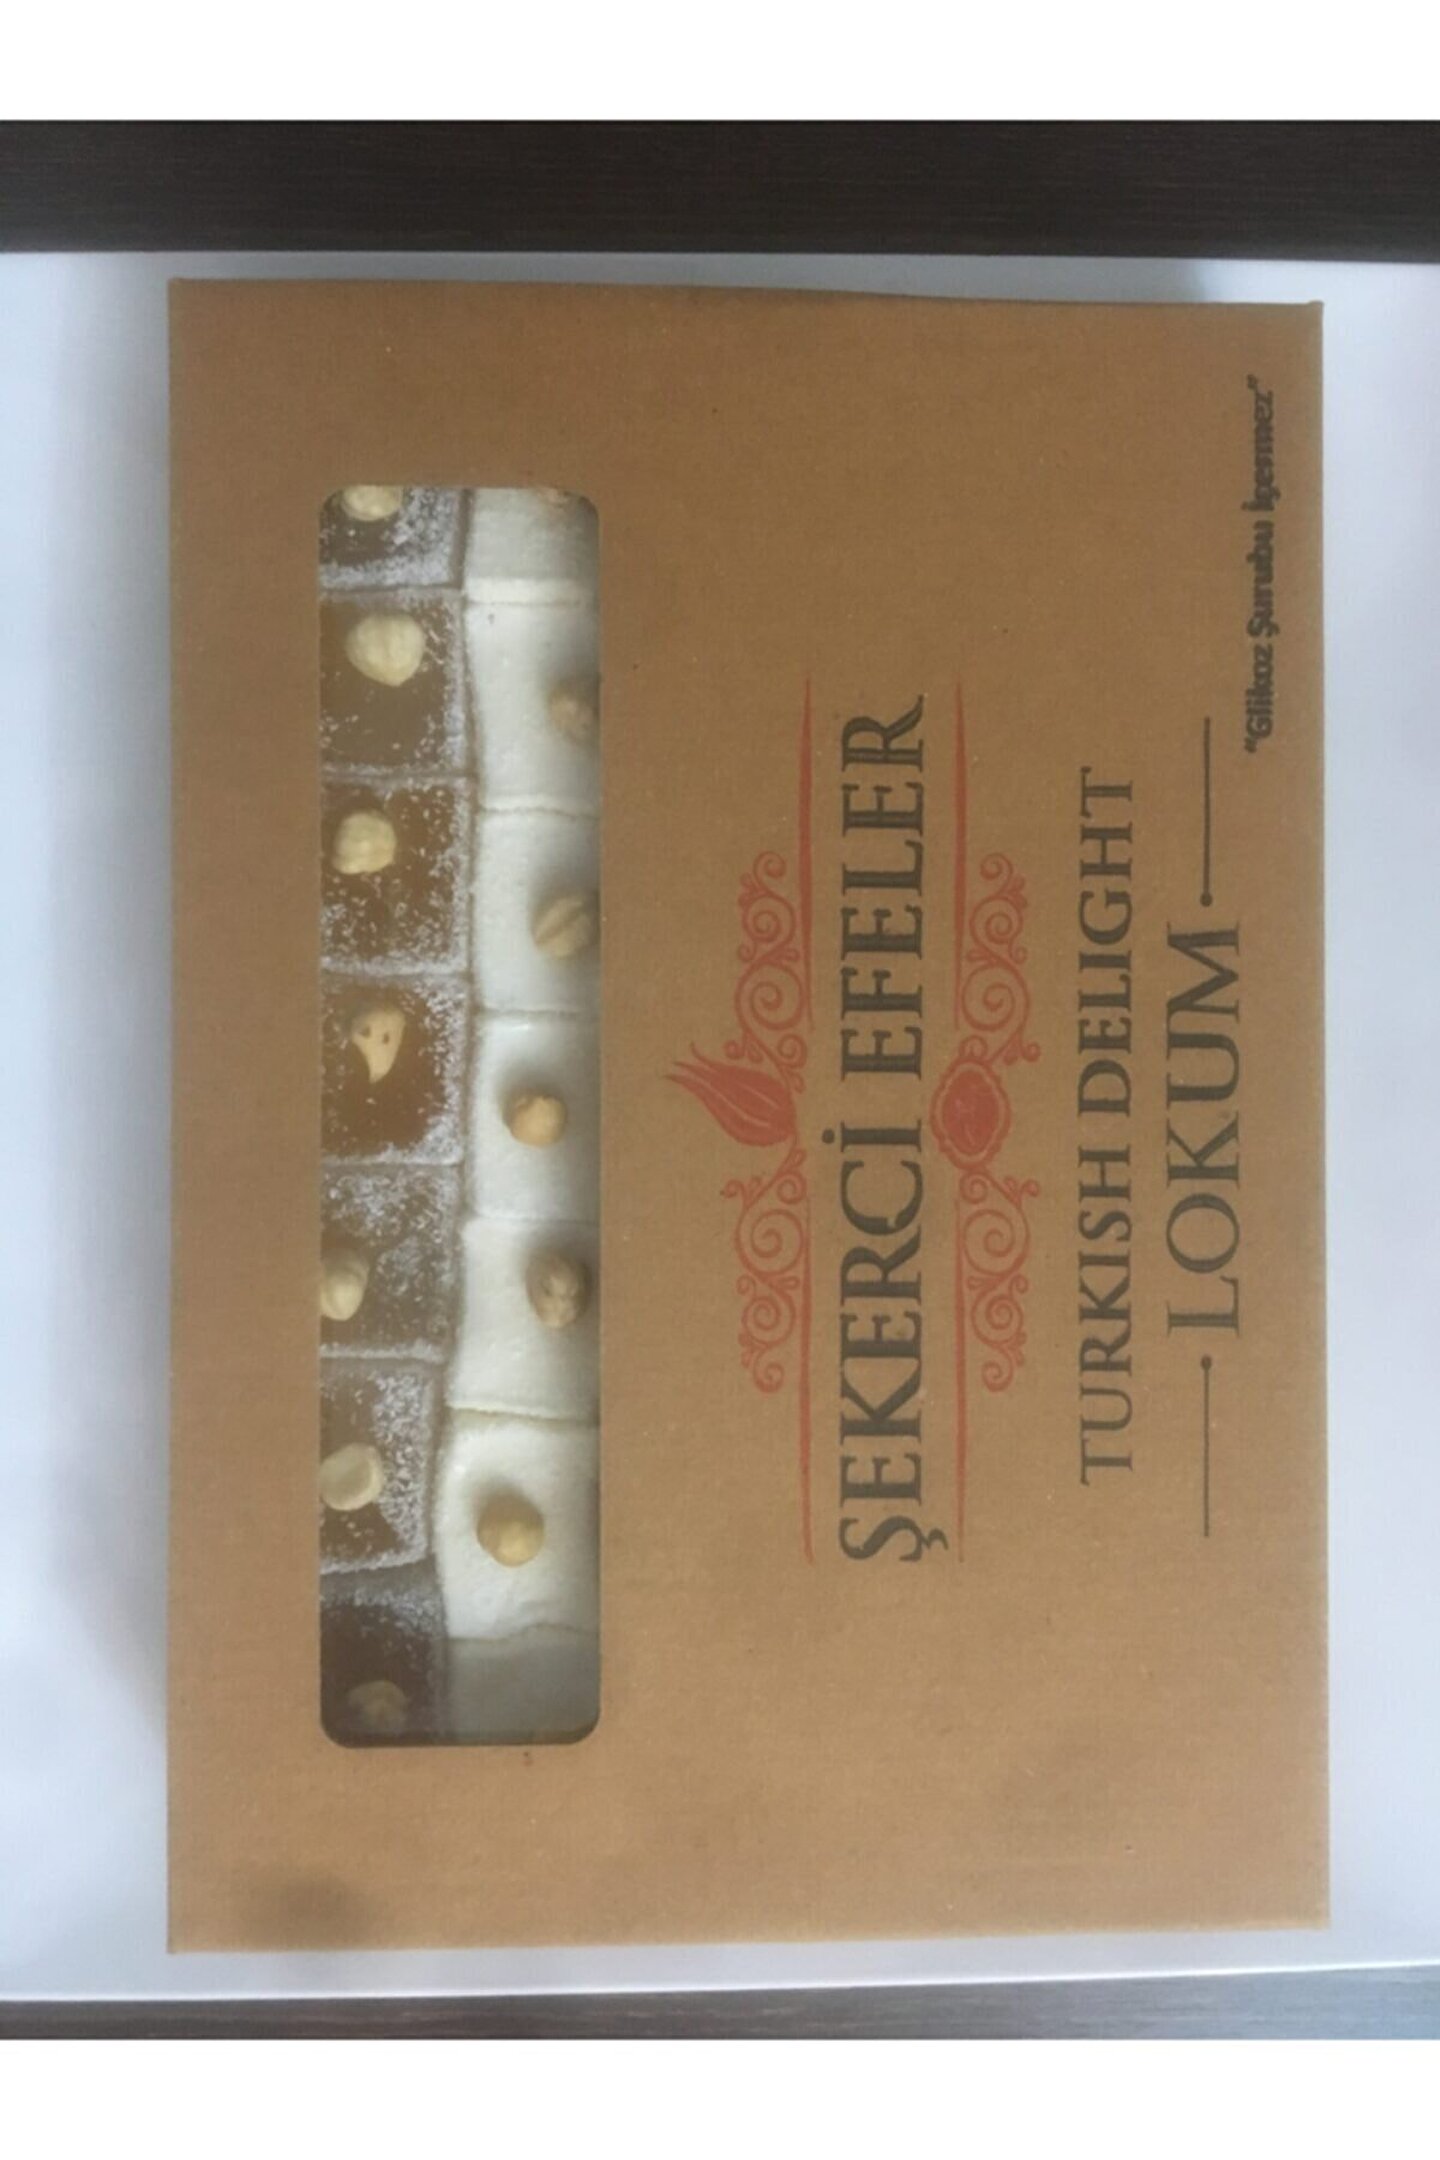 ŞEKERCİ EFELER
TURKISH DELIGHT
LOKUM
"Glikoz Şurubu İçermez"